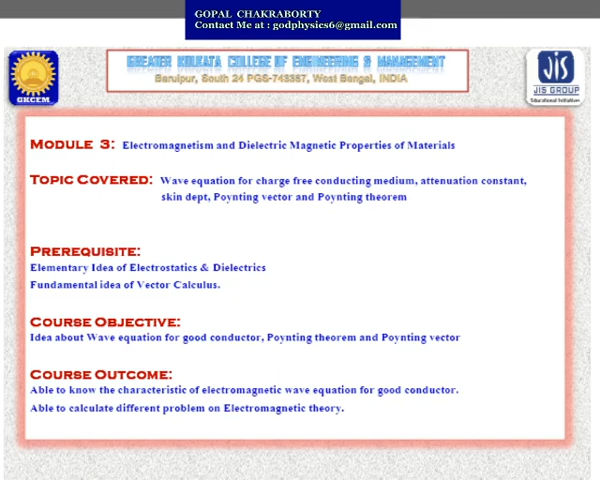 GOPAL CHAKRABORTY
Contact Me at : godphysics6@gmail.com
GREATER KOLKATA COLLEGE OF ENGINEERING & MANAGEMENT
Baruipur, South 24 PGS-743387, West Bengal, INDIA
GKCEM
JIS
JIS GROUP
Educational Initiatives
MODULE 3: Electromagnetism and Dielectric Magnetic Properties of Materials
TOPIC COVERED: Wave equation for charge free conducting medium, attenuation constant,
skin dept, Poynting vector and Poynting theorem
PREREQUISITE:
Elementary Idea of Electrostatics & Dielectrics
Fundamental idea of Vector Calculus.
COURSE OBJECTIVE:
Idea about Wave equation for good conductor, Poynting theorem and Poynting vector
COURSE OUTCOME:
Able to know the characteristic of electromagnetic wave equation for good conductor.
Able to calculate different problem on Electromagnetic theory.